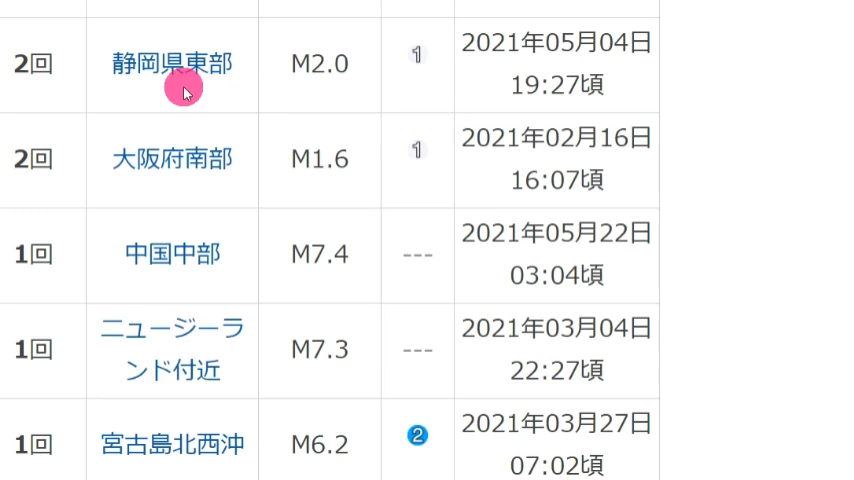 2回 静岡県東部 M2.0 1 2021年05月04日
19:27頃
2回 大阪府南部 M1.6 1 2021年02月16日
16:07頃
1回 中国中部 M7.4 --- 2021年05月22日
03:04頃
1回 ニュージーラ M7.3 --- 2021年03月04日
ンド付近 22:27頃
1回 宮古島北西沖 M6.2 2 2021年03月27日
07:02頃